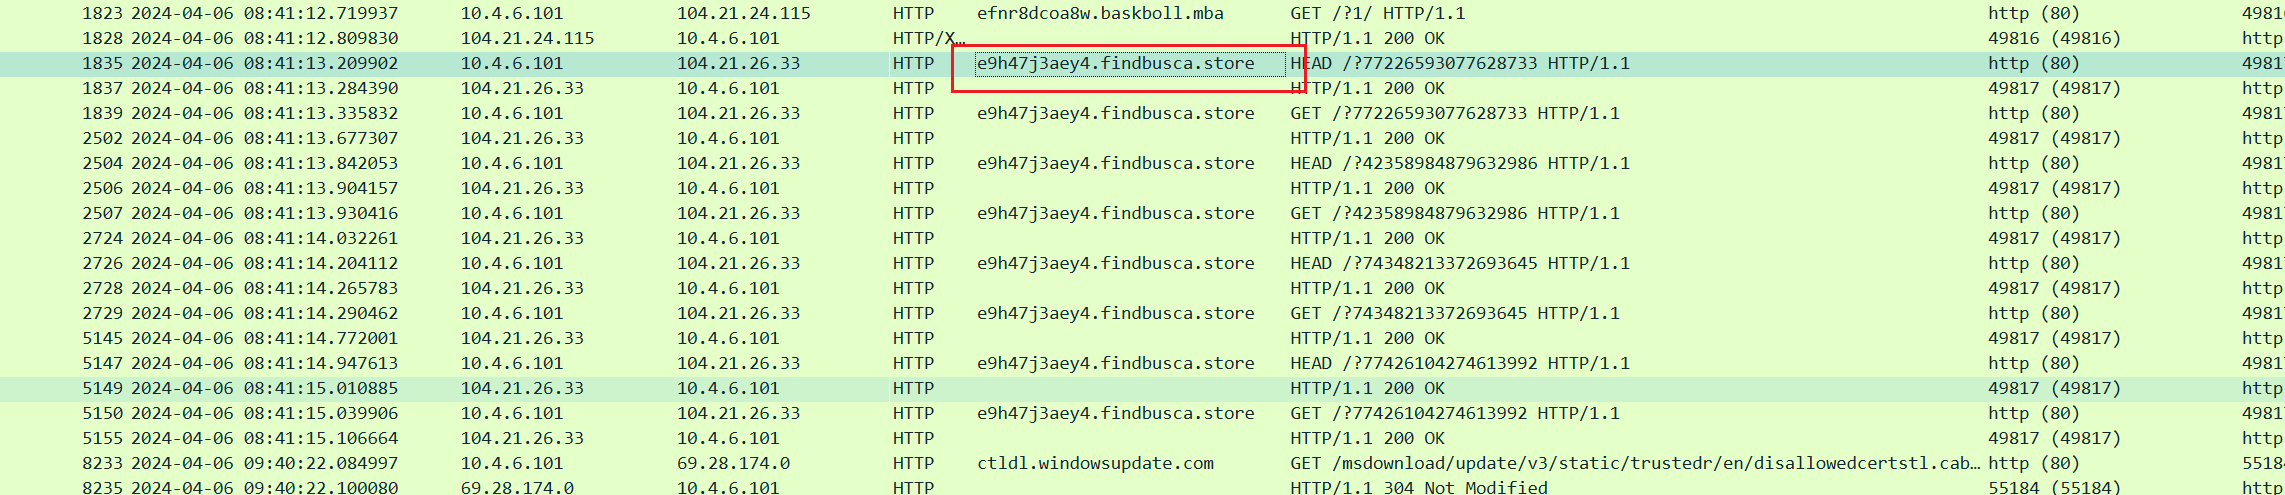 1823 2024-04-06 08:41:12.719937 10.4.6.101 104.21.24.115 HTTP efnr8dcoa8w.baskboll.mba GET /?1/ HTTP/1.1 http (80) 49816
1828 2024-04-06 08:41:12.809830 104.21.24.115 10.4.6.101 HTTP/X… HTTP/1.1 200 OK 49816 (49816) http
1835 2024-04-06 08:41:13.209902 10.4.6.101 104.21.26.33 HTTP e9h47j3aey4.findbusca.store HEAD /?77226593077628733 HTTP/1.1 http (80) 4981
1837 2024-04-06 08:41:13.284390 104.21.26.33 10.4.6.101 HTTP HTTP/1.1 200 OK 49817 (49817) http
1839 2024-04-06 08:41:13.335832 10.4.6.101 104.21.26.33 HTTP e9h47j3aey4.findbusca.store GET /?77226593077628733 HTTP/1.1 http (80) 4981
2502 2024-04-06 08:41:13.677307 104.21.26.33 10.4.6.101 HTTP HTTP/1.1 200 OK 49817 (49817) http
2504 2024-04-06 08:41:13.842053 10.4.6.101 104.21.26.33 HTTP e9h47j3aey4.findbusca.store HEAD /?42358984879632986 HTTP/1.1 http (80) 4981
2506 2024-04-06 08:41:13.904157 104.21.26.33 10.4.6.101 HTTP HTTP/1.1 200 OK 49817 (49817) http
2507 2024-04-06 08:41:13.930416 10.4.6.101 104.21.26.33 HTTP e9h47j3aey4.findbusca.store GET /?42358984879632986 HTTP/1.1 http (80) 4981
2724 2024-04-06 08:41:14.032261 104.21.26.33 10.4.6.101 HTTP HTTP/1.1 200 OK 49817 (49817) http
2726 2024-04-06 08:41:14.204112 10.4.6.101 104.21.26.33 HTTP e9h47j3aey4.findbusca.store HEAD /?74348213372693645 HTTP/1.1 http (80) 4981
2728 2024-04-06 08:41:14.265783 104.21.26.33 10.4.6.101 HTTP HTTP/1.1 200 OK 49817 (49817) http
2729 2024-04-06 08:41:14.290462 10.4.6.101 104.21.26.33 HTTP e9h47j3aey4.findbusca.store GET /?74348213372693645 HTTP/1.1 http (80) 4981
5145 2024-04-06 08:41:14.772001 104.21.26.33 10.4.6.101 HTTP HTTP/1.1 200 OK 49817 (49817) http
5147 2024-04-06 08:41:14.947613 10.4.6.101 104.21.26.33 HTTP e9h47j3aey4.findbusca.store HEAD /?77426104274613992 HTTP/1.1 http (80) 4981
5149 2024-04-06 08:41:15.010885 104.21.26.33 10.4.6.101 HTTP HTTP/1.1 200 OK 49817 (49817) http
5150 2024-04-06 08:41:15.039906 10.4.6.101 104.21.26.33 HTTP e9h47j3aey4.findbusca.store GET /?77426104274613992 HTTP/1.1 http (80) 4981
5155 2024-04-06 08:41:15.106664 104.21.26.33 10.4.6.101 HTTP HTTP/1.1 200 OK 49817 (49817) http
8233 2024-04-06 09:40:22.084997 10.4.6.101 69.28.174.0 HTTP ctldl.windowsupdate.com GET /msdownload/update/v3/static/trustedr/en/disallowedcertstl.cab… http (80) 5518
8235 2024-04-06 09:40:22.100080 69.28.174.0 10.4.6.101 HTTP HTTP/1.1 304 Not Modified 55184 (55184) http